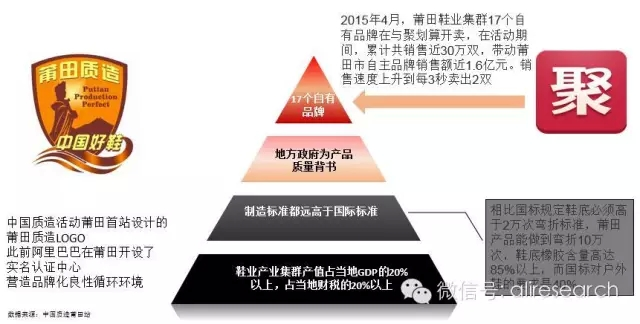 2015年4月，莆田鞋业集群17个自
有品牌在与聚划算开卖，在活动期
间，累计共销售近30万双，带动莆
田市自主品牌销售额近1.6亿元。销
售速度上升到每3秒卖出2双
莆田质造
Putian
Production
Perfect
中国好鞋
17个自有
品牌
聚
地方政府为产品
质量背书
制造标准都远高于国际标准
鞋业产业集群产值占当地GDP的20%
以上，占当地财税的20%以上
中国质造活动莆田首站设计的
莆田质造LOGO
此前阿里巴巴在莆田开设了
实名认证中心
营造品牌化良性循环环境
相比国标规定鞋底必须高
于2万次弯折标准，莆田
产品能做到弯折10万
次，鞋底橡胶含量高达
85%以上，而国标对户外
40%
微信号: aliresearch
数据来源：中国质造莆田站